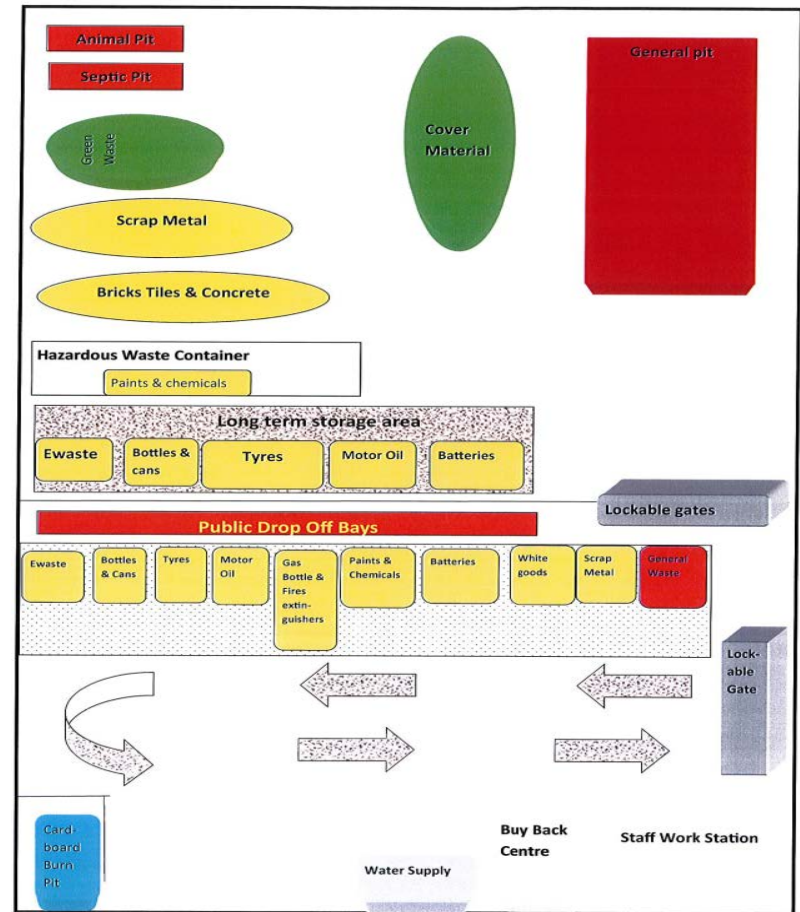 Animal Pit
Septic Pit
General pit
Green
Waste
Cover
Material
Scrap Metal
Bricks Tiles & Concrete
Hazardous Waste Container
Paints & chemicals
Long term storage area
Ewaste
Bottles &
cans
Tyres
Motor Oil
Batteries
Lockable gates
Public Drop Off Bays
Ewaste
Bottles
& Cans
Tyres
Motor
Oil
Gas
Bottle &
Fires
extin-
guishers
Paints &
Chemicals
Batteries
White
goods
Scrap
Metal
General
Waste
Lock-
able
Gate
Card-
board
Burn
Pit
Water Supply
Buy Back
Centre
Staff Work Station